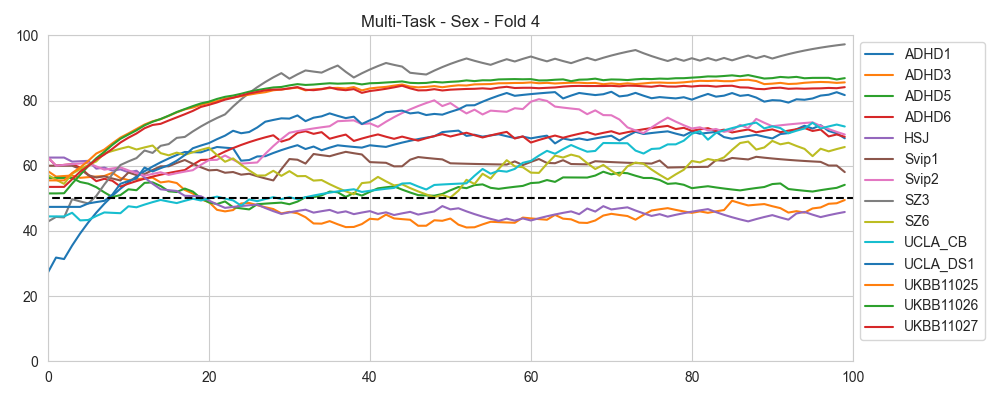 Multi-Task - Sex - Fold 4
100
80
60
40
20
0
0 20 40 60 80 100
ADHD1
ADHD3
ADHD5
ADHD6
HSJ
Svip1
Svip2
SZ3
SZ6
UCLA_CB
UCLA_DS1
UKBB11025
UKBB11026
UKBB11027